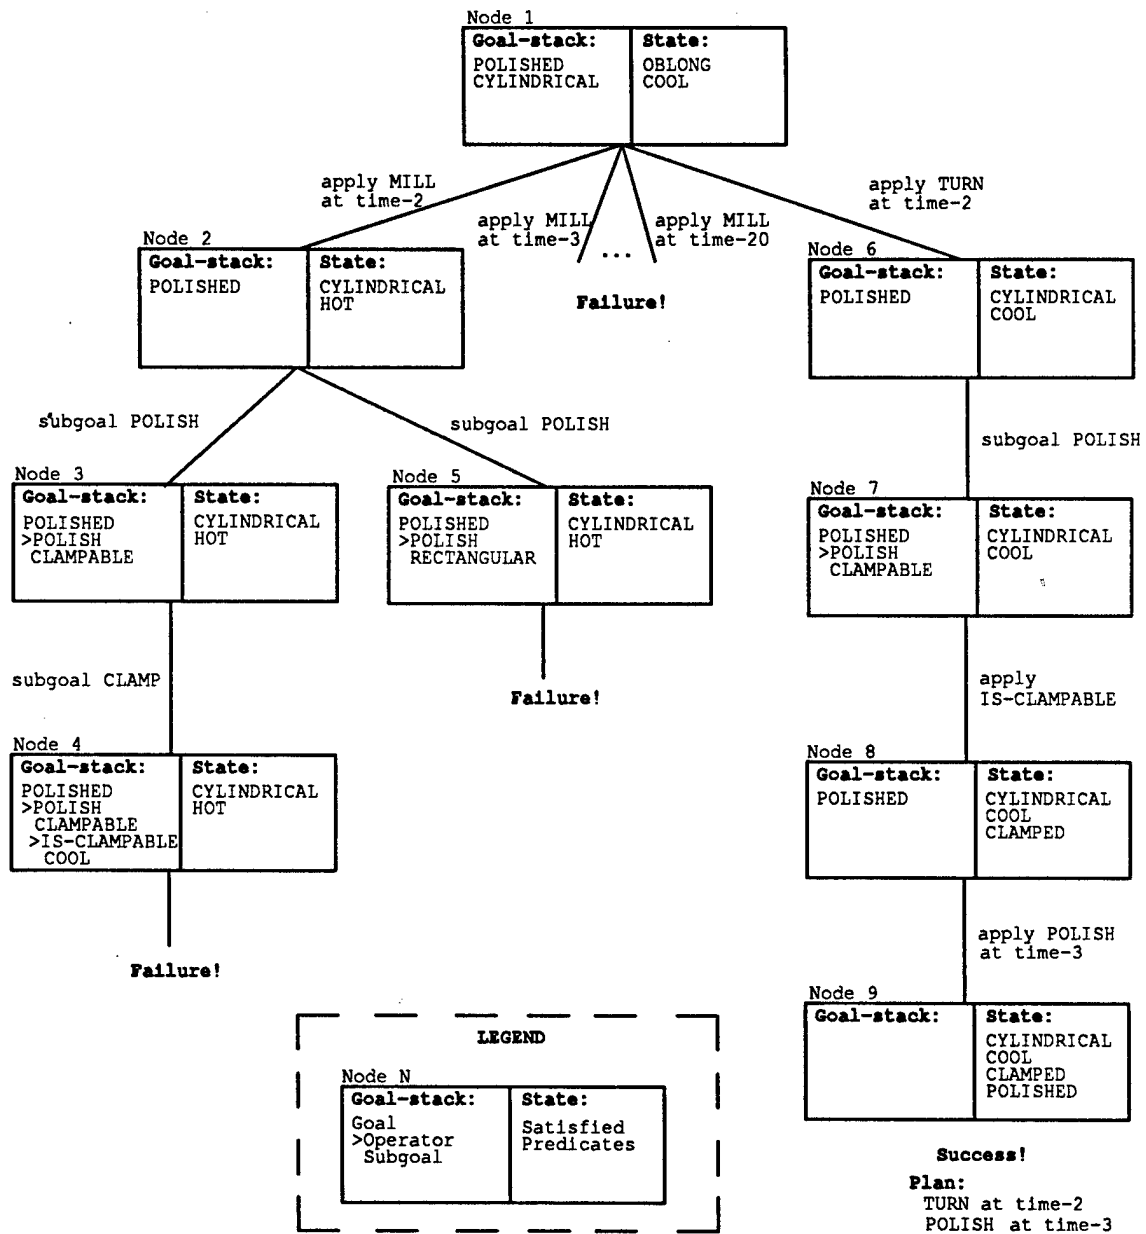 Node 1
Goal-stack: State:
POLISHED OBLONG
CYLINDRICAL COOL
apply MILL
at time-2
apply MILL
at time-3
...
apply MILL
at time-20
apply TURN
at time-2
Failure!
Node 2
Goal-stack: State:
POLISHED CYLINDRICAL
HOT
Node 6
Goal-stack: State:
POLISHED CYLINDRICAL
COOL
subgoal POLISH
subgoal POLISH
subgoal POLISH
Node 3
Goal-stack: State:
POLISHED CYLINDRICAL
>POLISH HOT
CLAMPABLE
Node 5
Goal-stack: State:
POLISHED CYLINDRICAL
>POLISH HOT
RECTANGULAR
Node 7
Goal-stack: State:
POLISHED CYLINDRICAL
>POLISH COOL
CLAMPABLE
subgoal CLAMP
Failure!
apply
IS-CLAMPABLE
Node 4
Goal-stack: State:
POLISHED CYLINDRICAL
>POLISH HOT
CLAMPABLE
>IS-CLAMPABLE
COOL
Failure!
Node 8
Goal-stack: State:
POLISHED CYLINDRICAL
COOL
CLAMPED
apply POLISH
at time-3
Node 9
Goal-stack: State:
CYLINDRICAL
COOL
CLAMPED
POLISHED
Success!
Plan:
TURN at time-2
POLISH at time-3
LEGEND
Node N
Goal-stack: State:
Goal Satisfied
>Operator Predicates
Subgoal